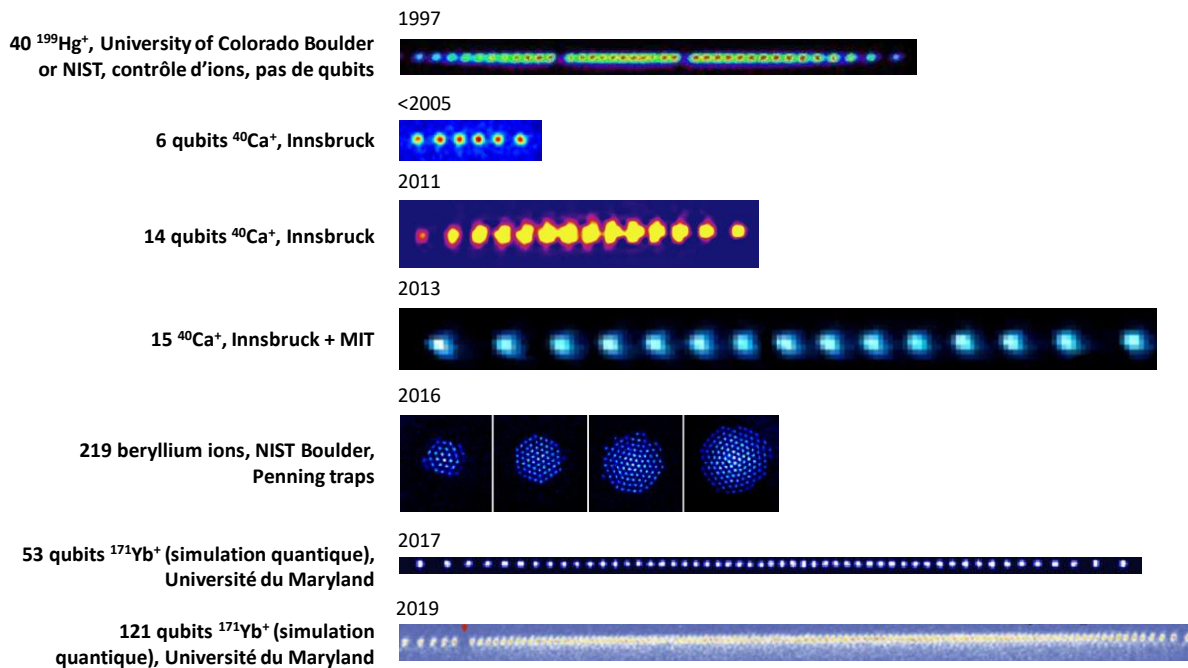 1997
40 ¹⁹⁹Hg⁺, University of Colorado Boulder
or NIST, contrôle d’ions, pas de qubits
<2005
6 qubits ⁴⁰Ca⁺, Innsbruck
2011
14 qubits ⁴⁰Ca⁺, Innsbruck
2013
15 ⁴⁰Ca⁺, Innsbruck + MIT
2016
219 beryllium ions, NIST Boulder,
Penning traps
2017
53 qubits ¹⁷¹Yb⁺ (simulation quantique),
Université du Maryland
2019
121 qubits ¹⁷¹Yb⁺ (simulation
quantique), Université du Maryland